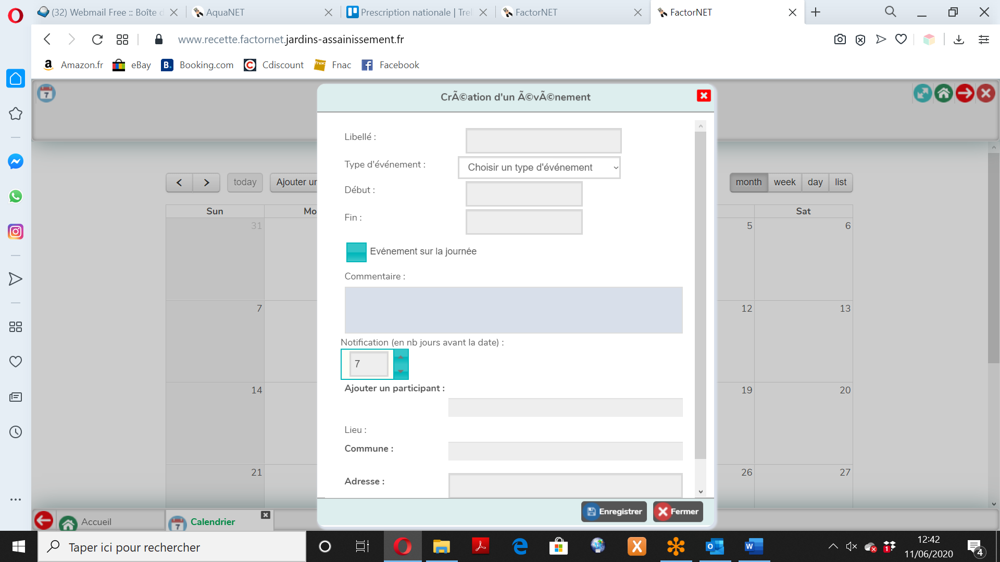 (32) Webmail Free :: Boîte d
AquaNET
Prescription nationale | Trel
FactorNET
FactorNET
www.recette.factornet.jardins-assainissement.fr
Amazon.fr
eBay
Booking.com
Cdiscount
Fnac
Facebook
7
CrÃ©ation d'un Ã©vÃ©nement
Libellé :
Type d'événement :
Choisir un type d'événement
Début :
Fin :
Evénement sur la journée
Commentaire :
Notification (en nb jours avant la date) :
7
Ajouter un participant :
Lieu :
Commune :
Adresse :
Enregistrer
Fermer
today
Ajouter un
month
week
day
list
Sun
Mo
Sat
31
5
6
7
12
13
14
19
20
21
26
27
Accueil
7
Calendrier
Taper ici pour rechercher
12:42
11/06/2020
1
4